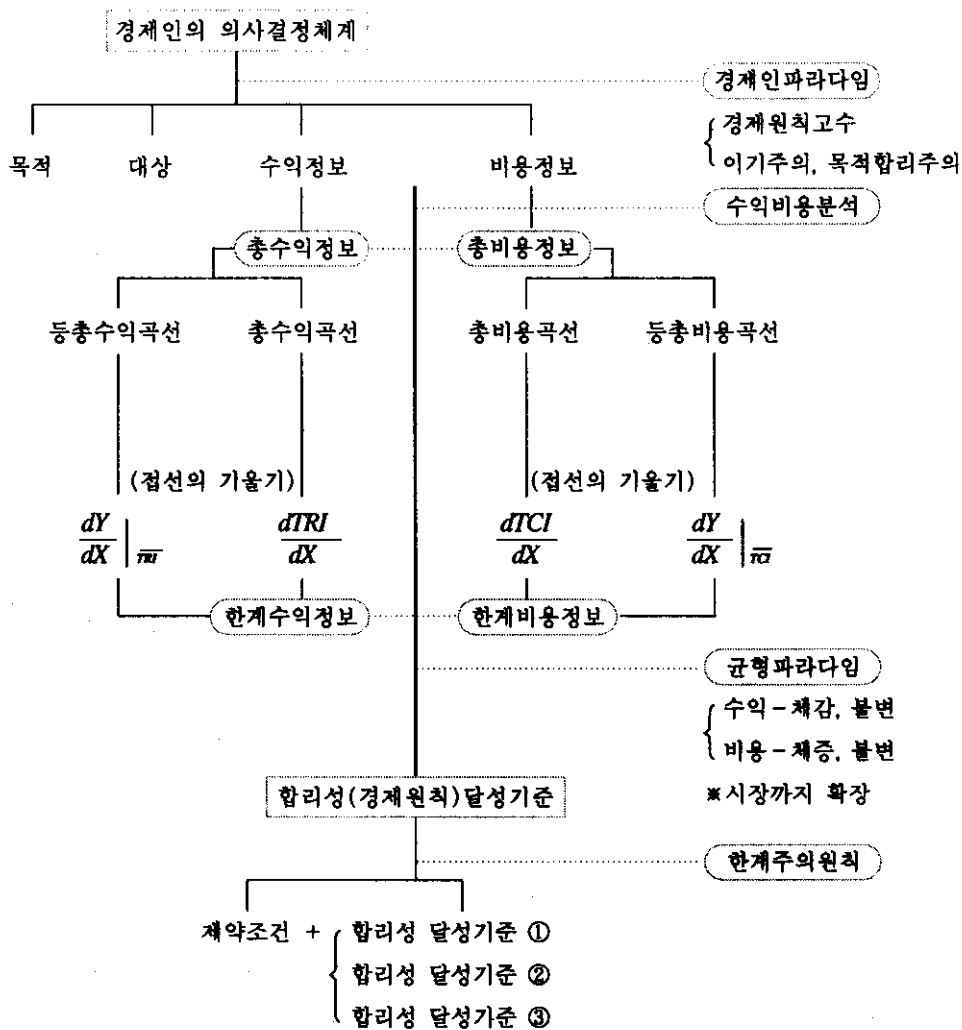 경제인의 의사결정체계
경제인파라다임
경제원칙고수
이기주의, 목적합리주의
목적 대상 수익정보 비용정보
수익비용분석
총수익정보 총비용정보
등총수익곡선 총수익곡선 총비용곡선 등총비용곡선
(접선의 기울기) (접선의 기울기)
dY/dX|TRI dTRI/dX dTCI/dX dY/dX|TCI
한계수익정보 한계비용정보
균형파라다임
수익-체감, 불변
비용-체증, 불변
※시장까지 확장
합리성(경제원칙)달성기준
한계주의원칙
제약조건 + 합리성 달성기준 ①
합리성 달성기준 ②
합리성 달성기준 ③